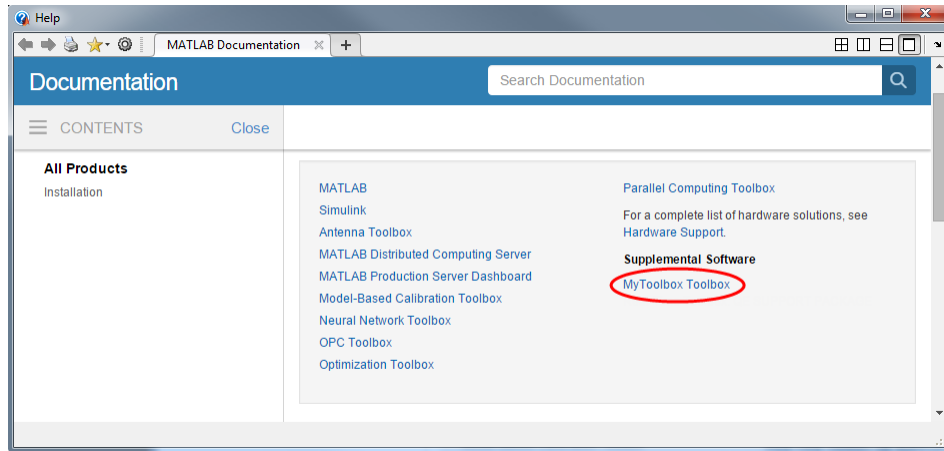 Help
MATLAB Documentation
Documentation
Search Documentation
CONTENTS
Close
All Products
Installation
MATLAB
Simulink
Antenna Toolbox
MATLAB Distributed Computing Server
MATLAB Production Server Dashboard
Model-Based Calibration Toolbox
Neural Network Toolbox
OPC Toolbox
Optimization Toolbox
Parallel Computing Toolbox
For a complete list of hardware solutions, see
Hardware Support.
Supplemental Software
MyToolbox Toolbox